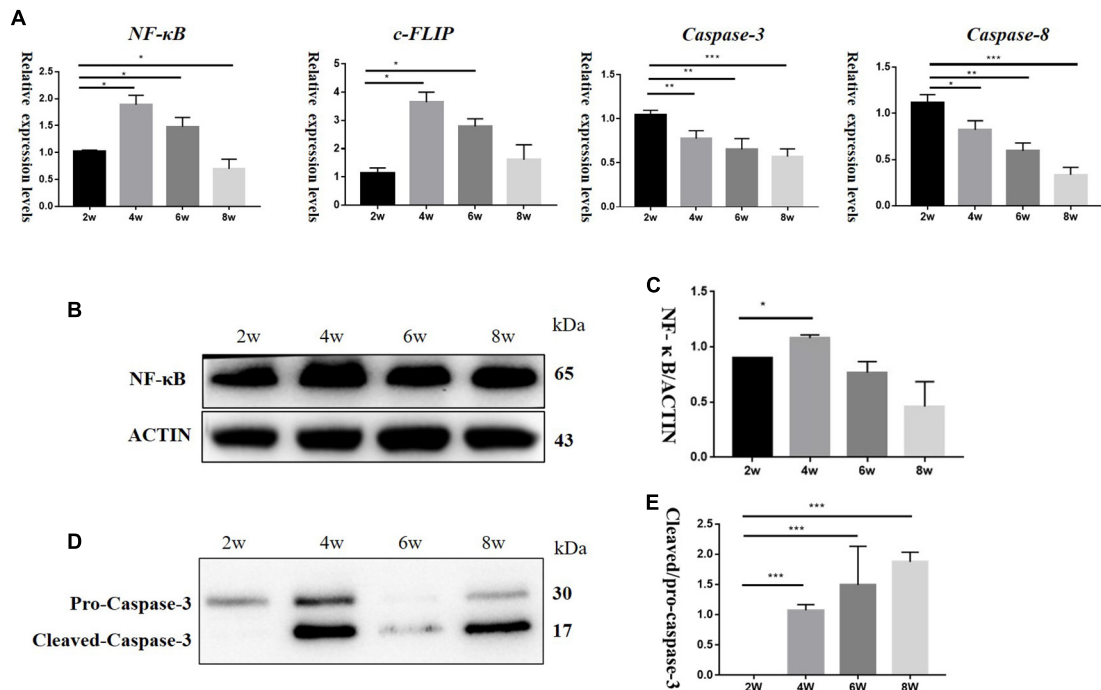 A
NF-κB
Relative expression levels
2.5
2.0
1.5
1.0
0.5
0.0
* * *
2w 4w 6w 8w
c-FLIP
Relative expression levels
5
4
3
2
1
0
* *
2w 4w 6w 8w
Caspase-3
Relative expression levels
1.5
1.0
0.5
0.0
*** ** **
2w 4w 6w 8w
Caspase-8
Relative expression levels
1.5
1.0
0.5
0.0
*** ** *
2w 4w 6w 8w
B
2w 4w 6w 8w kDa
NF-κB 65
ACTIN 43
C
NF- κ B/ACTIN
1.5
1.0
0.5
0.0
*
2w 4w 6w 8w
D
2w 4w 6w 8w kDa
Pro-Caspase-3 30
Cleaved-Caspase-3 17
E
Cleaved/pro-caspase-3
2.5
2.0
1.5
1.0
0.5
0.0
*** *** ***
2W 4W 6W 8W